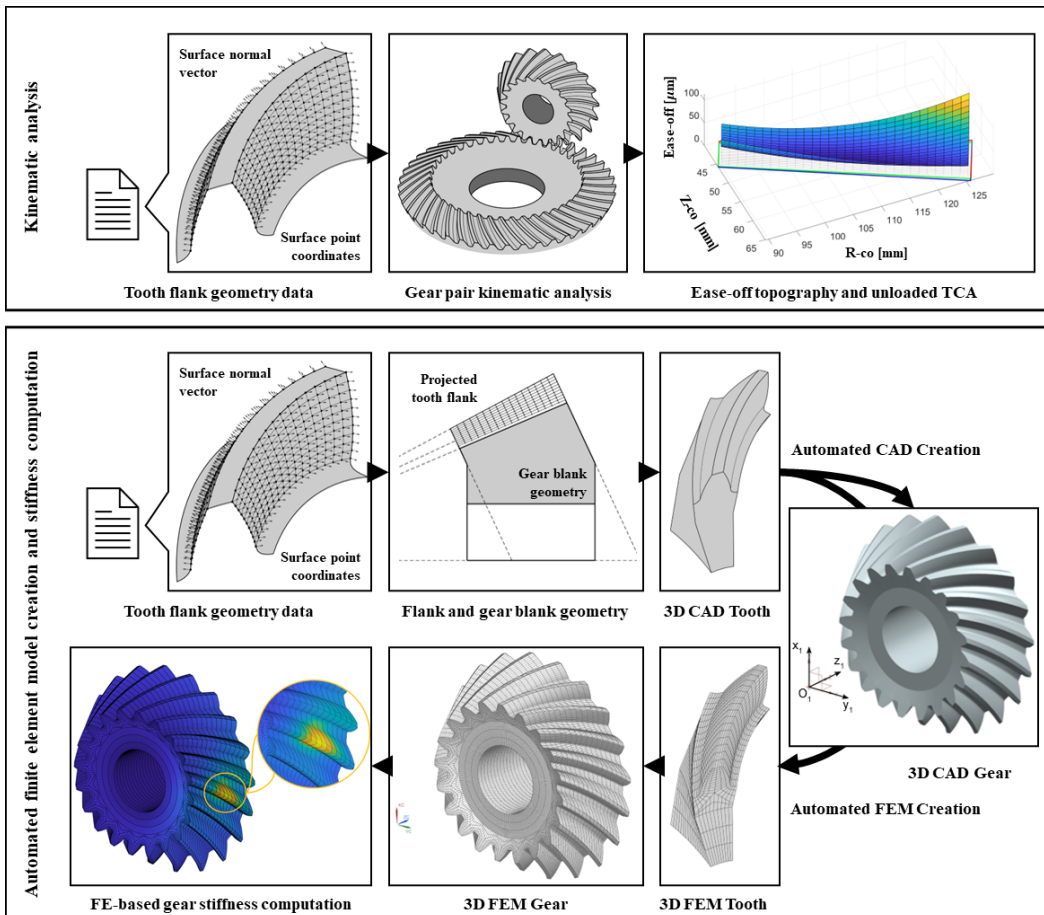 Kinematic analysis
Surface normal
vector
Surface point
coordinates
Tooth flank geometry data
Gear pair kinematic analysis
Ease-off [μm]
100
50
0
45
50
55
60
65
Z-co [mm]
90
95
100
105
110
115
120
125
R-co [mm]
Ease-off topography and unloaded TCA
Automated finite element model creation and stiffness computation
Surface normal
vector
Surface point
coordinates
Tooth flank geometry data
Projected
tooth flank
Gear blank
geometry
Flank and gear blank geometry
3D CAD Tooth
Automated CAD Creation
x1
z1
O1
y1
3D CAD Gear
Automated FEM Creation
3D FEM Tooth
3D FEM Gear
FE-based gear stiffness computation